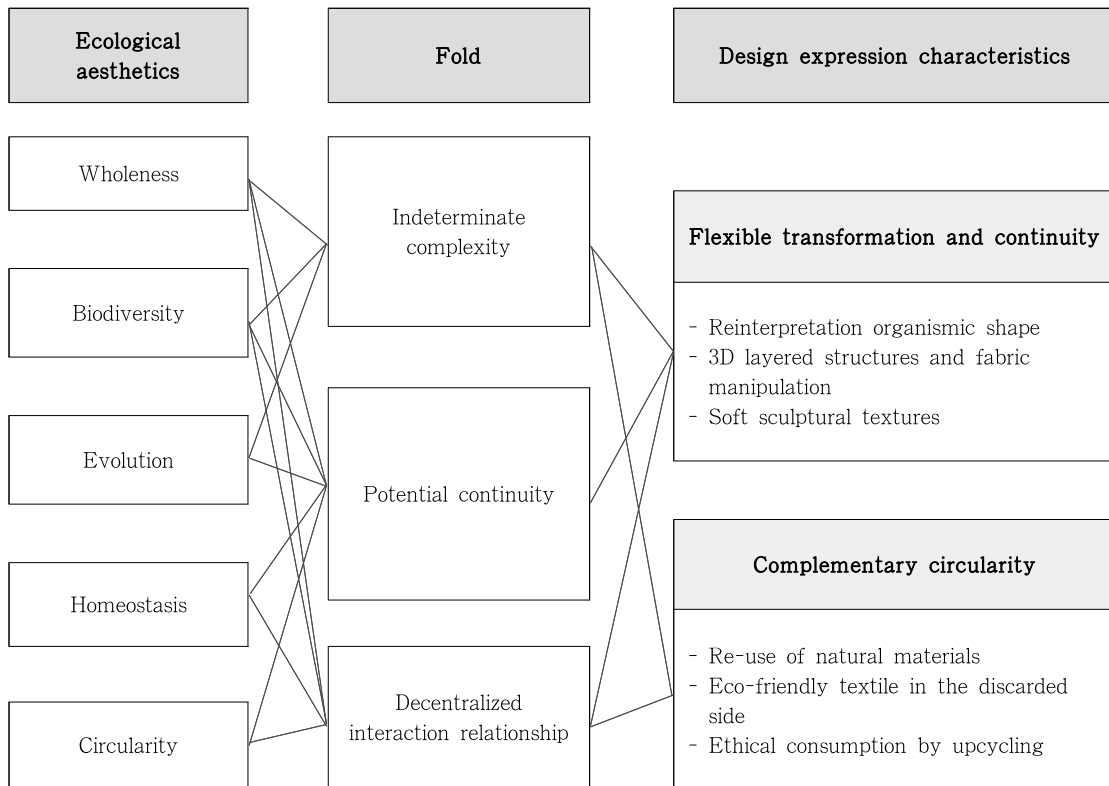 Ecological
aesthetics
Fold
Design expression characteristics
Wholeness
Biodiversity
Evolution
Homeostasis
Circularity
Indeterminate
complexity
Potential continuity
Decentralized
interaction relationship
Flexible transformation and continuity
- Reinterpretation organismic shape
- 3D layered structures and fabric
manipulation
- Soft sculptural textures
Complementary circularity
- Re-use of natural materials
- Eco-friendly textile in the discarded
side
- Ethical consumption by upcycling